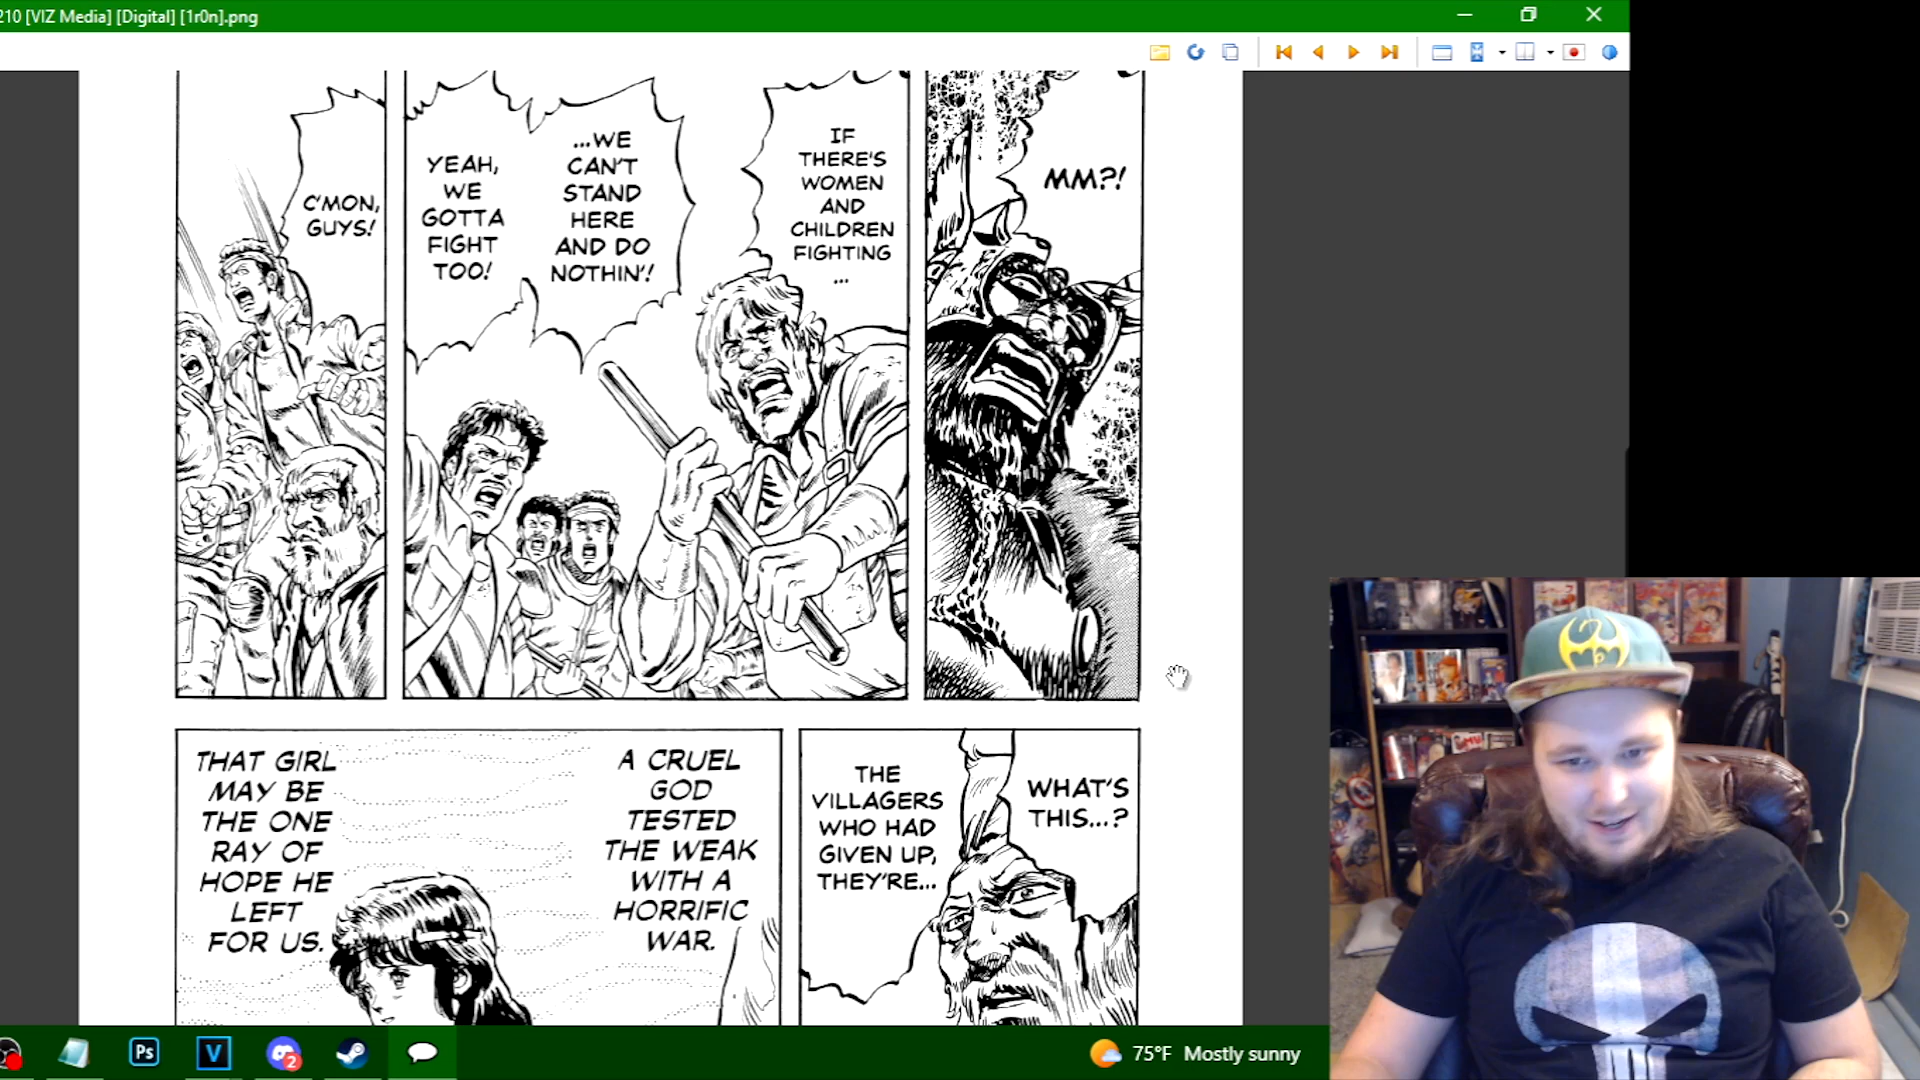 210 [VIZ Media] [Digital] [1r0n].png
MM?!
IF
THERE'S
WOMEN
AND
CHILDREN
FIGHTING
...
...WE
CAN'T
STAND
HERE
AND DO
NOTHIN'!
YEAH,
WE
GOTTA
FIGHT
TOO!
C'MON,
GUYS!
WHAT'S
THIS...?
THE
VILLAGERS
WHO HAD
GIVEN UP,
THEY'RE...
A CRUEL
GOD
TESTED
THE WEAK
WITH A
HORRIFIC
WAR.
THAT GIRL
MAY BE
THE ONE
RAY OF
HOPE HE
LEFT
FOR US.
Ps
V
2
75°F Mostly sunny